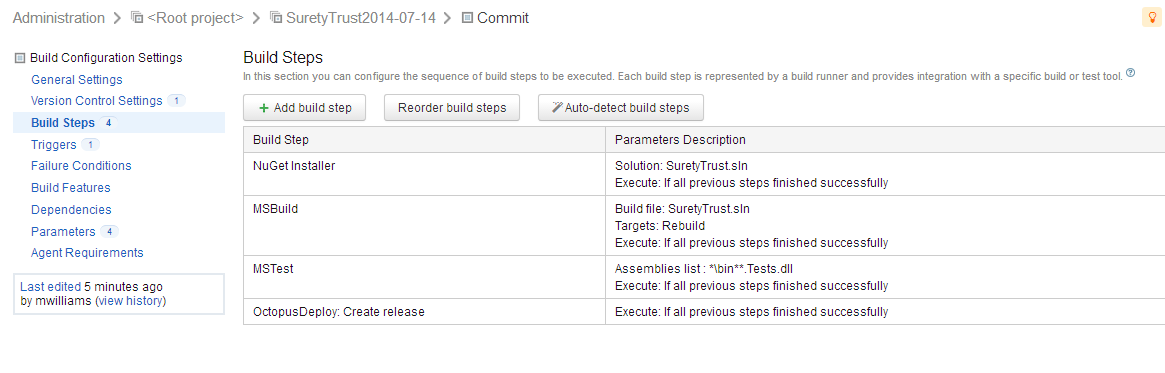 Administration > <Root project> > SuretyTrust2014-07-14 > Commit
Build Configuration Settings
General Settings
Version Control Settings 1
Build Steps 4
Triggers 1
Failure Conditions
Build Features
Dependencies
Parameters 4
Agent Requirements
Last edited 5 minutes ago
by mwilliams (view history)
Build Steps
In this section you can configure the sequence of build steps to be executed. Each build step is represented by a build runner and provides integration with a specific build or test tool. ?
+ Add build step Reorder build steps Auto-detect build steps
Build Step Parameters Description
NuGet Installer Solution: SuretyTrust.sln
Execute: If all previous steps finished successfully
MSBuild Build file: SuretyTrust.sln
Targets: Rebuild
Execute: If all previous steps finished successfully
MSTest Assemblies list : *\bin**.Tests.dll
Execute: If all previous steps finished successfully
OctopusDeploy: Create release Execute: If all previous steps finished successfully